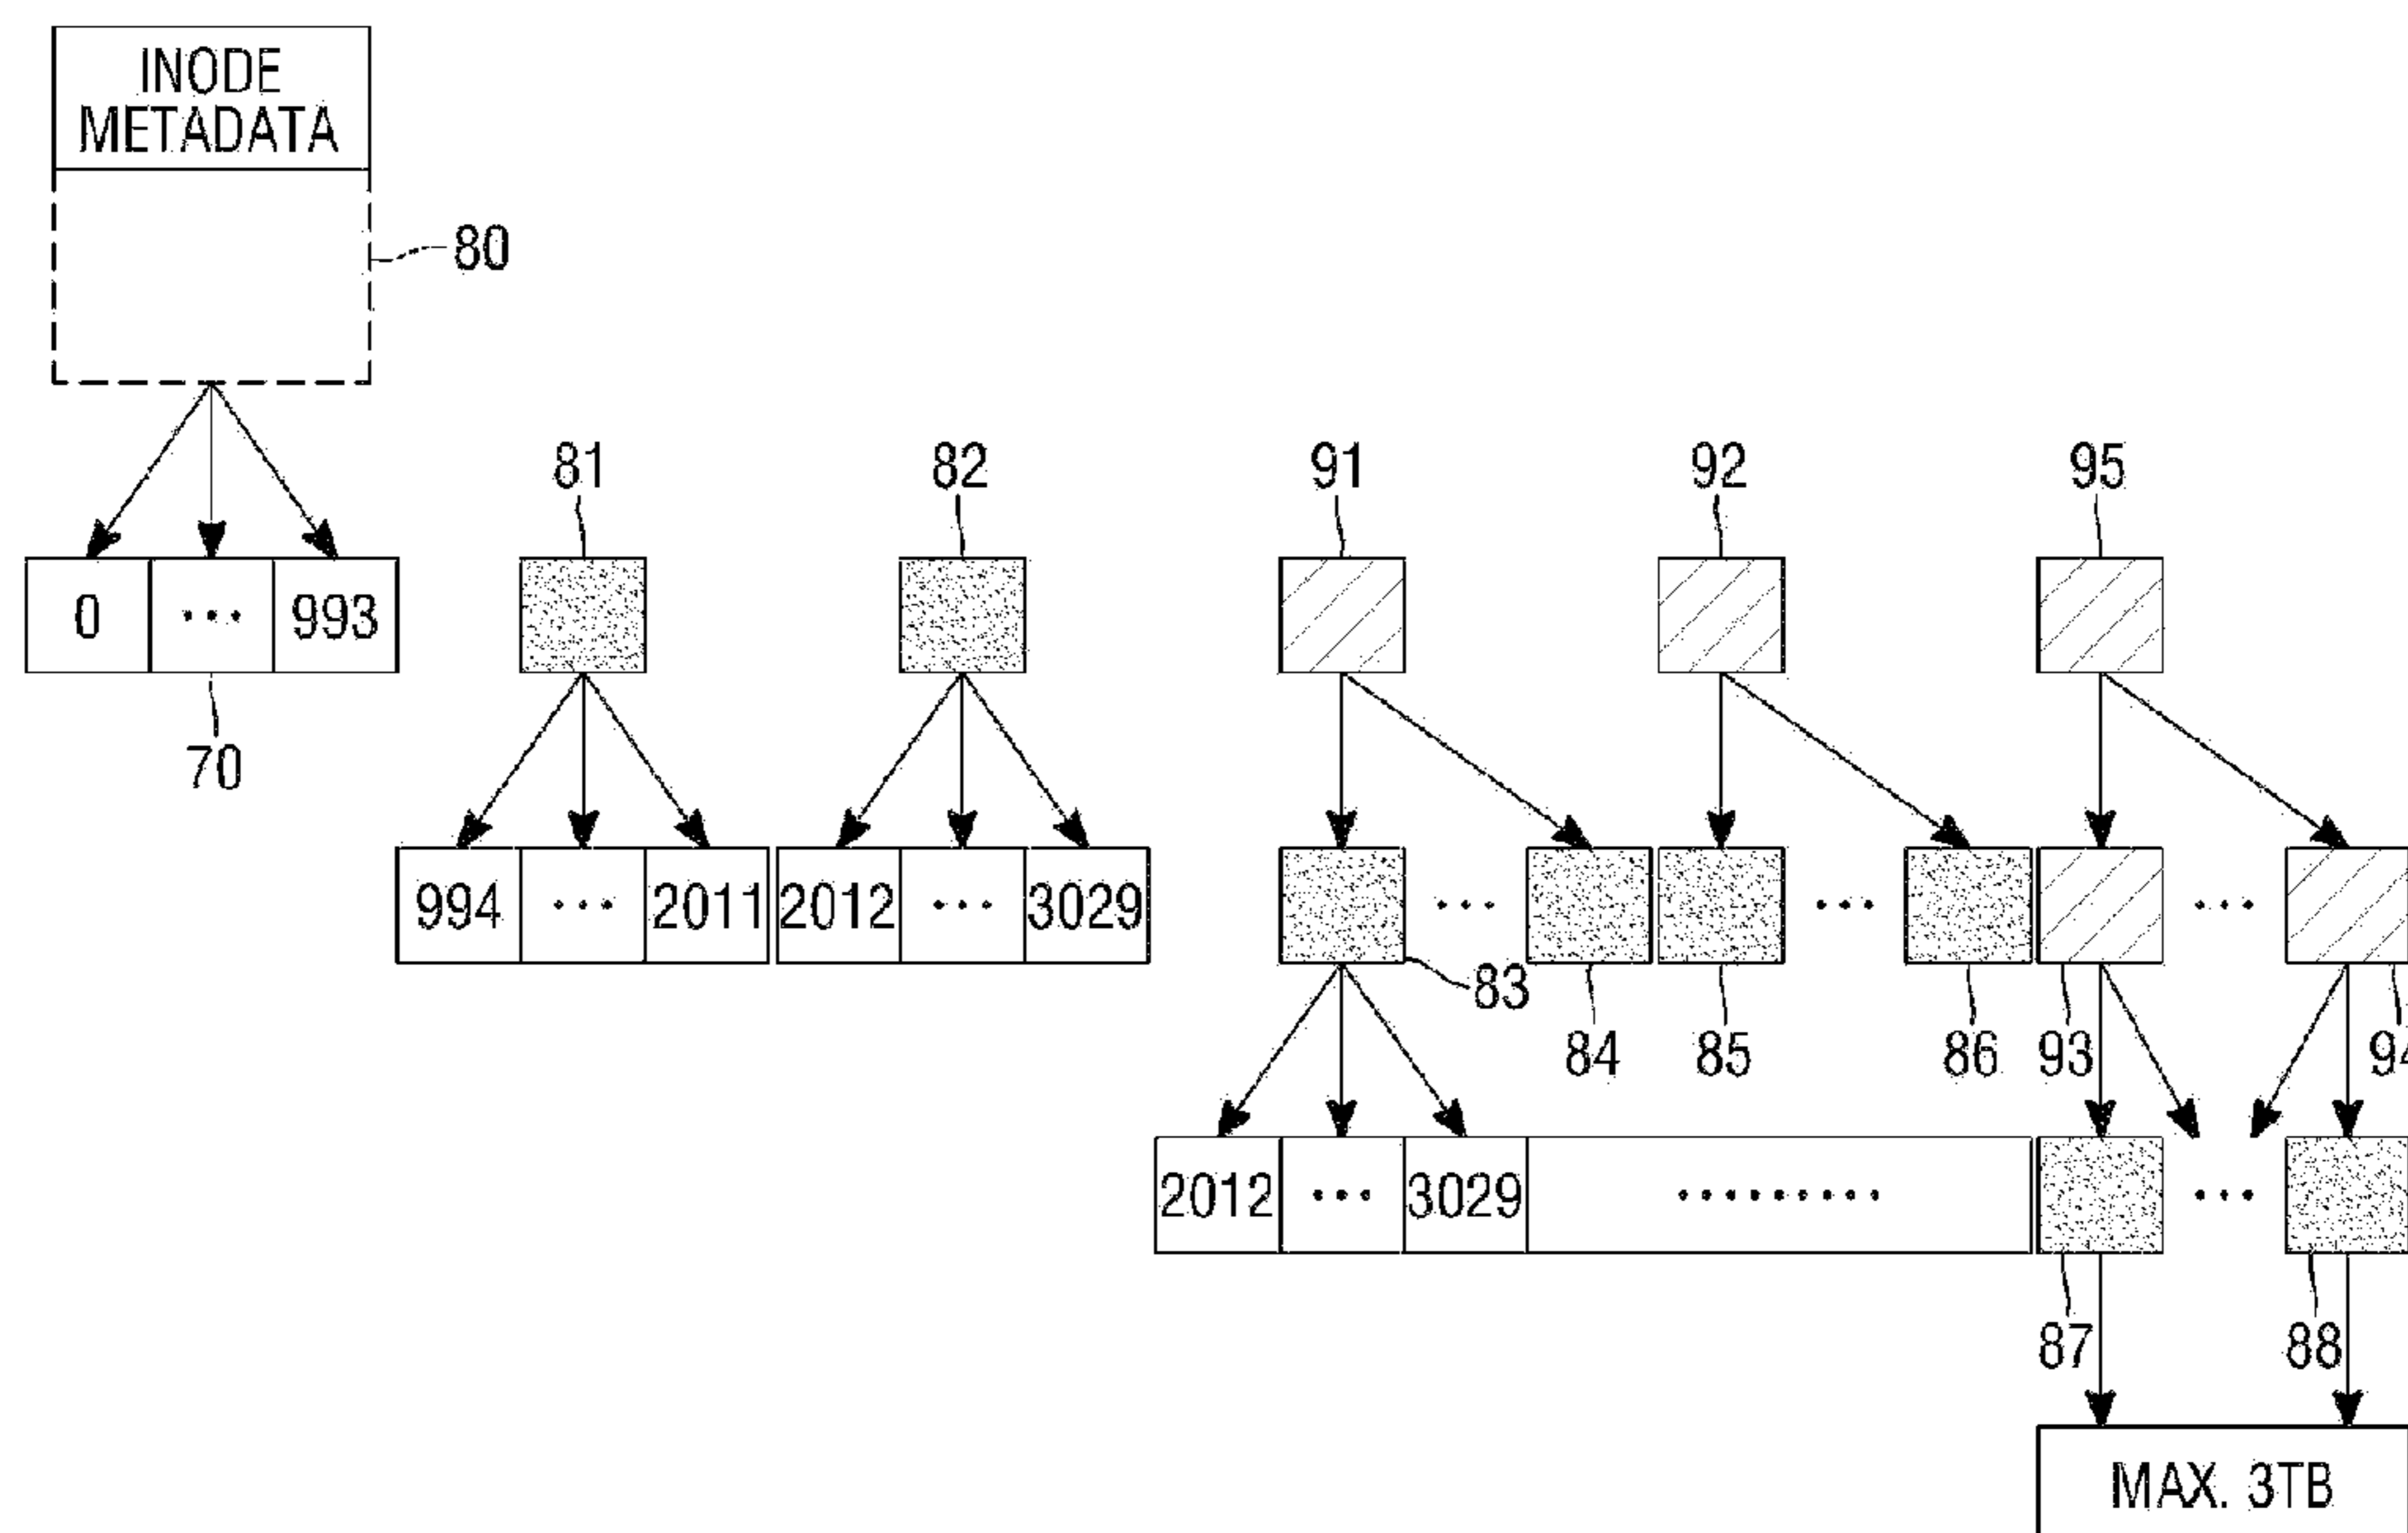 INODE
METADATA
80
81 82 91 92 95
0 ... 993
70
994 ... 2011 2012 ... 3029 ... ... ...
83
84 85 86 93 94
2012 ... 3029 ......... ...
87 88
MAX. 3TB